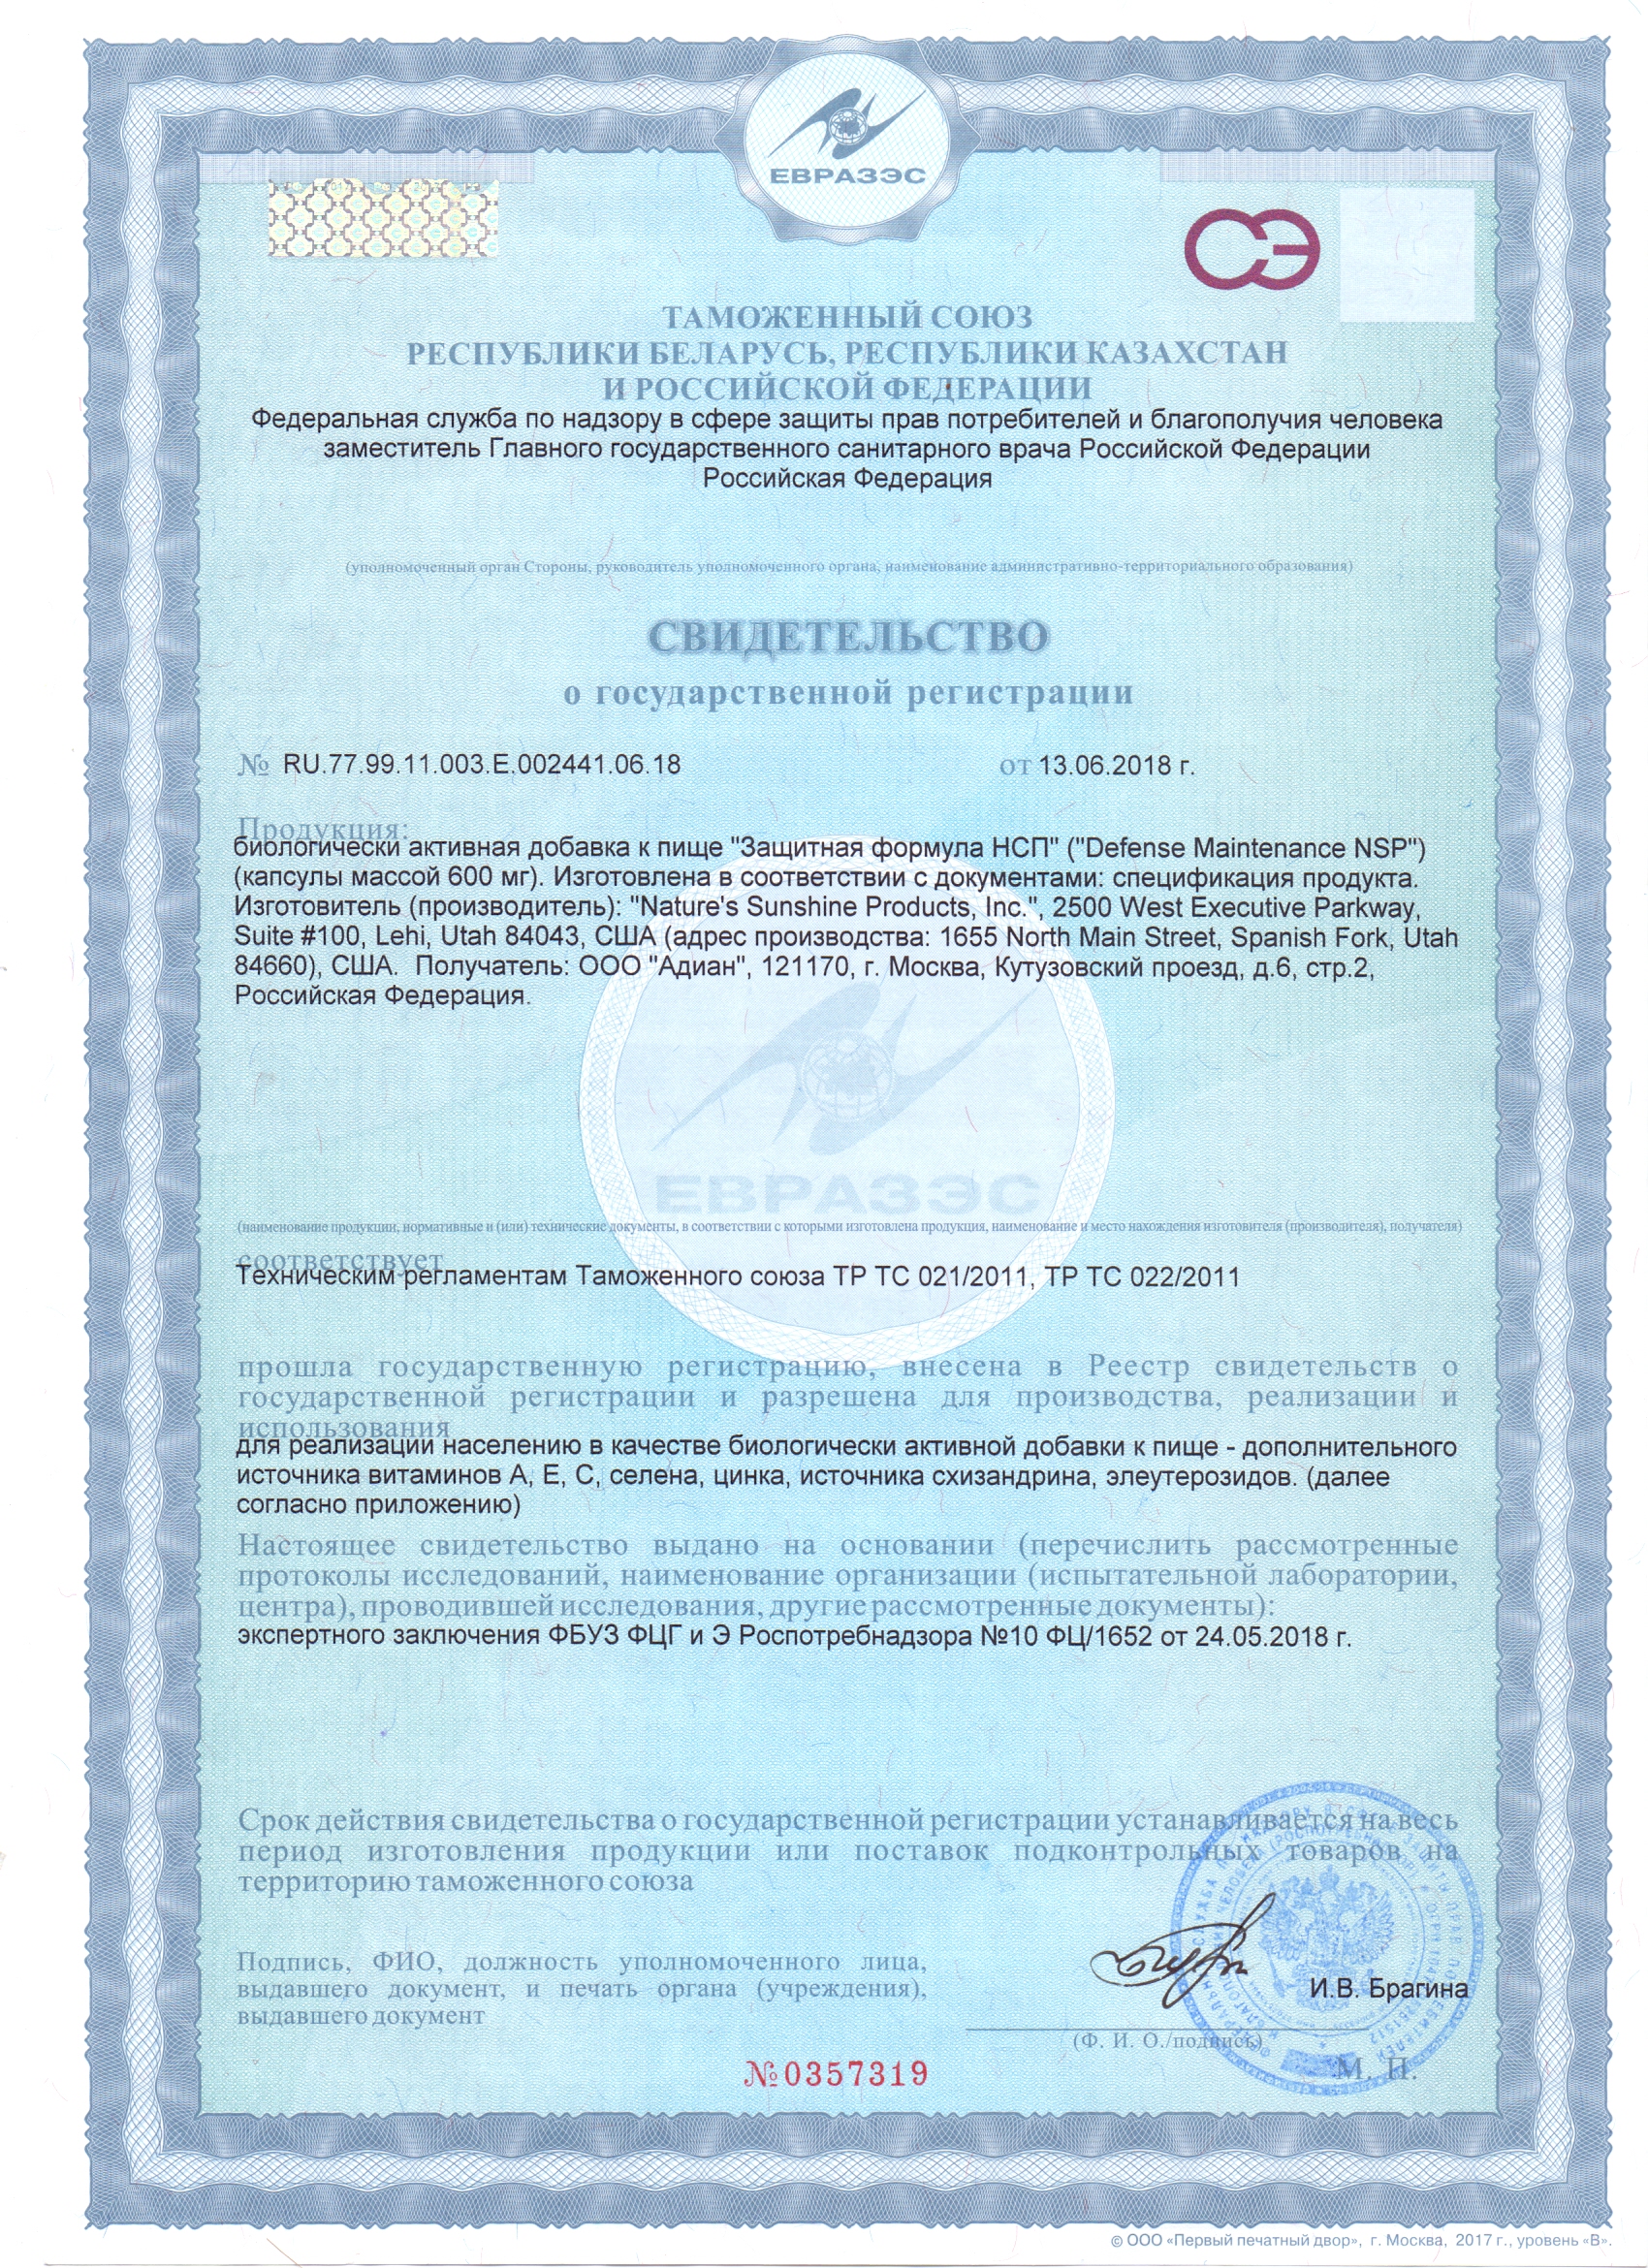 ЕВРАЗЭС
СЭ
ТАМОЖЕННЫЙ СОЮЗ
РЕСПУБЛИКИ БЕЛАРУСЬ, РЕСПУБЛИКИ КАЗАХСТАН
И РОССИЙСКОЙ ФЕДЕРАЦИИ
Федеральная служба по надзору в сфере защиты прав потребителей и благополучия человека
заместитель Главного государственного санитарного врача Российской Федерации
Российская Федерация
(уполномоченный орган Стороны, руководитель уполномоченного органа, наименование административно-территориального образования)
СВИДЕТЕЛЬСТВО
о государственной регистрации
№ RU.77.99.11.003.Е.002441.06.18 от 13.06.2018 г.
Продукция:
биологически активная добавка к пище "Защитная формула НСП" ("Defense Maintenance NSP")
(капсулы массой 600 мг). Изготовлена в соответствии с документами: спецификация продукта.
Изготовитель (производитель): "Nature's Sunshine Products, Inc.", 2500 West Executive Parkway,
Suite #100, Lehi, Utah 84043, США (адрес производства: 1655 North Main Street, Spanish Fork, Utah
84660), США. Получатель: ООО "Адиан", 121170, г. Москва, Кутузовский проезд, д.6, стр.2,
Российская Федерация.
ЕВРАЗЭС
(наименование продукции, нормативные и (или) технические документы, в соответствии с которыми изготовлена продукция, наименование и место нахождения изготовителя (производителя), получателя)
соответствует
Техническим регламентам Таможенного союза ТР ТС 021/2011, ТР ТС 022/2011
прошла государственную регистрацию, внесена в Реестр свидетельств о
государственной регистрации и разрешена для производства, реализации и
использования
для реализации населению в качестве биологически активной добавки к пище - дополнительного
источника витаминов А, Е, С, селена, цинка, источника схизандрина, элеутерозидов. (далее
согласно приложению)
Настоящее свидетельство выдано на основании (перечислить рассмотренные
протоколы исследований, наименование организации (испытательной лаборатории,
центра), проводившей исследования, другие рассмотренные документы):
экспертного заключения ФБУЗ ФЦГ и Э Роспотребнадзора №10 ФЦ/1652 от 24.05.2018 г.
Срок действия свидетельства о государственной регистрации устанавливается на весь
период изготовления продукции или поставок подконтрольных товаров на
территорию таможенного союза
Подпись, ФИО, должность уполномоченного лица,
выдавшего документ, и печать органа (учреждения),
выдавшего документ
И.В. Брагина
(Ф. И. О./подпись)
М. П.
№0357319
© ООО «Первый печатный двор», г. Москва, 2017 г., уровень «В».